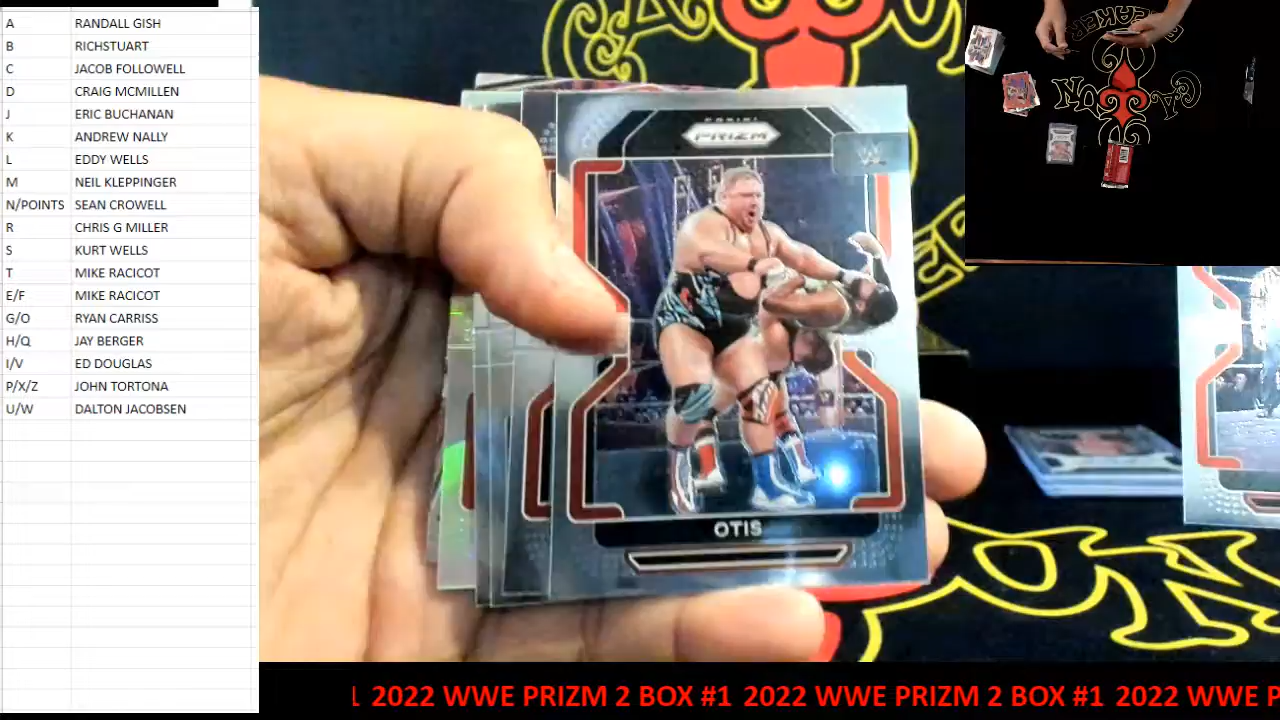 A RANDALL GISH
B RICHSTUART
C JACOB FOLLOWELL
D CRAIG MCMILLEN
J ERIC BUCHANAN
K ANDREW NALLY
L EDDY WELLS
M NEIL KLEPPINGER
N/POINTS SEAN CROWELL
R CHRIS G MILLER
S KURT WELLS
T MIKE RACICOT
E/F MIKE RACICOT
G/O RYAN CARRISS
H/Q JAY BERGER
I/V ED DOUGLAS
P/X/Z JOHN TORTONA
U/W DALTON JACOBSEN
PANINI
PRIZM
W
OTIS
1 2022 WWE PRIZM 2 BOX #1 2022 WWE PRIZM 2 BOX #1 2022 WWE P